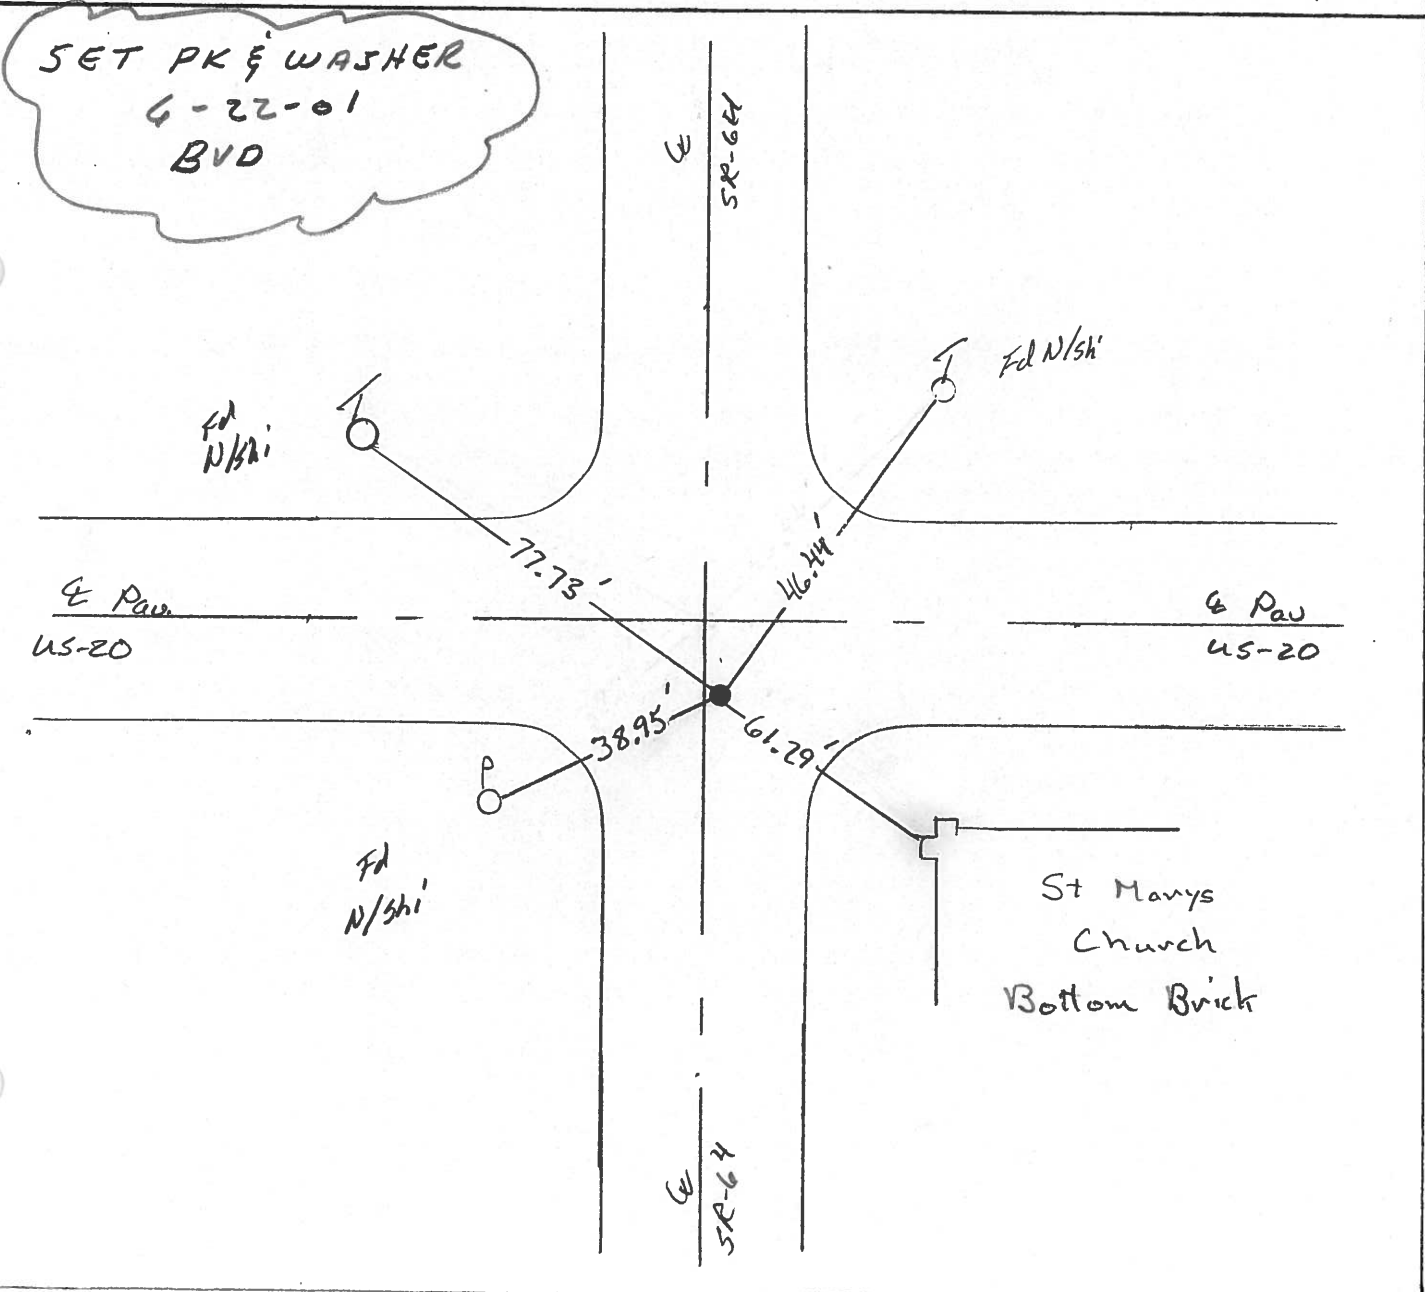 SET PK & WASHER
6-22-01
BVD
℄
SR-64
T
Fd N/Shi
T
Fd
N/Shi
77.73'
46.44'
℄ Pav.
US-20
℄ Pav
US-20
38.95'
61.29'
P
Fd
N/Shi
St Marys
Church
Bottom Brick
℄
SR-64